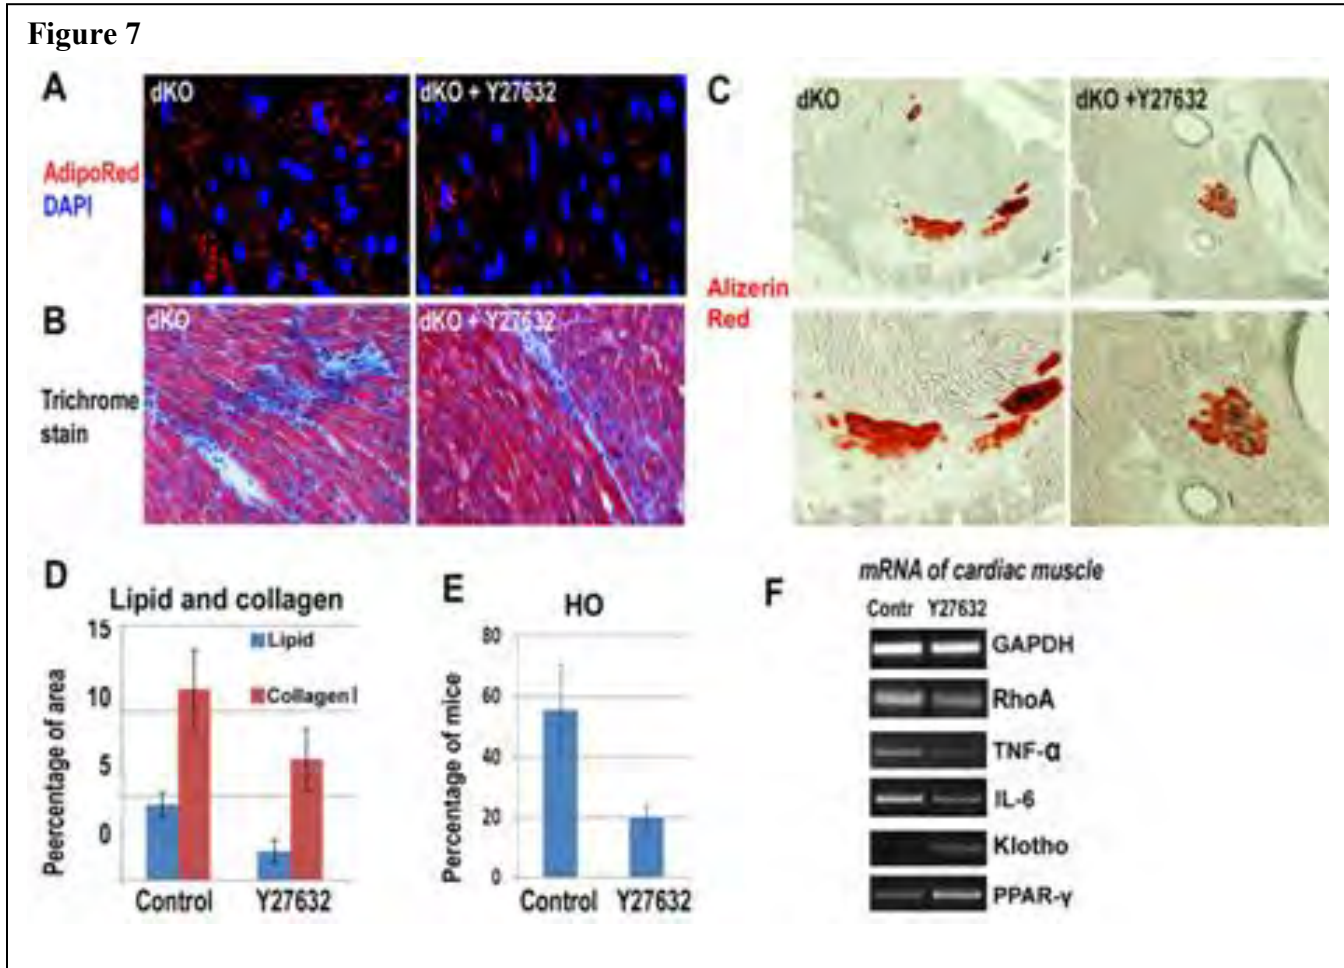 Figure 7
A
dKO
dKO + Y27632
AdipoRed
DAPI
B
dKO
dKO + Y27632
Trichrome
stain
C
dKO
dKO +Y27632
Alizerin
Red
D
Lipid and collagen
Peercentage of area
15
10
5
0
Lipid
Collagen I
Control
Y27632
E
HO
Percentage of mice
80
60
40
20
0
Control
Y27632
F
mRNA of cardiac muscle
Contr Y27632
GAPDH
RhoA
TNF-α
IL-6
Klotho
PPAR-γ